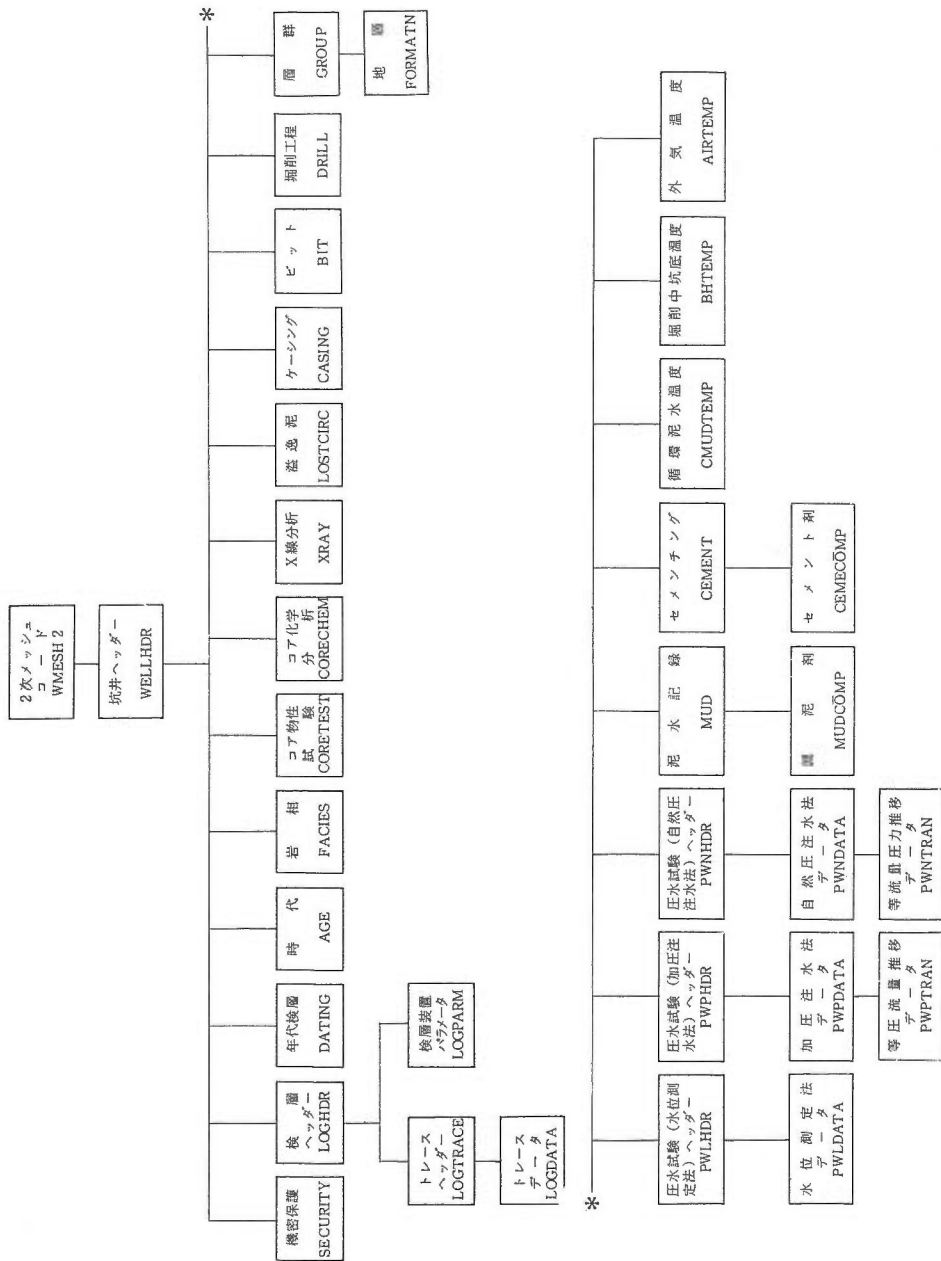 2次メッシュ
コード
WMESH 2
坑井ヘッダー
WELLHDR
*
機密保護
SECURITY
検層
ヘッダー
LOGHDR
年代検層
DATING
時代
AGE
岩相
FACIES
コア物性
試験
CORETEST
コア化学
分析
CORECHEM
X線分析
XRAY
溢逸泥
LOSTCIRC
ケーシング
CASING
ビット
BIT
掘削工程
DRILL
層群
GROUP
地
FORMATN
トレース
ヘッダー
LOGTRACE
検層装置
パラメータ
LOGPARM
トレース
データ
LOGDATA
*
圧水試験(水位測
定法)ヘッダー
PWLHDR
圧水試験(加圧注
水法)ヘッダー
PWPHDR
圧水試験(自然圧
注水法)ヘッダー
PWNHDR
泥水記録
MUD
セメンチング
CEMENT
循環泥水温度
CMUDTEMP
掘削中坑底温度
BHTEMP
外気温度
AIRTEMP
水位測定法
データ
PWLDATA
加圧注水法
データ
PWPDATA
自然圧注水法
データ
PWNDATA
泥剤
MUDCŌMP
セメント剤
CEMECŌMP
等圧流量推移
データ
PWPTRAN
等流量圧力推移
データ
PWNTRAN